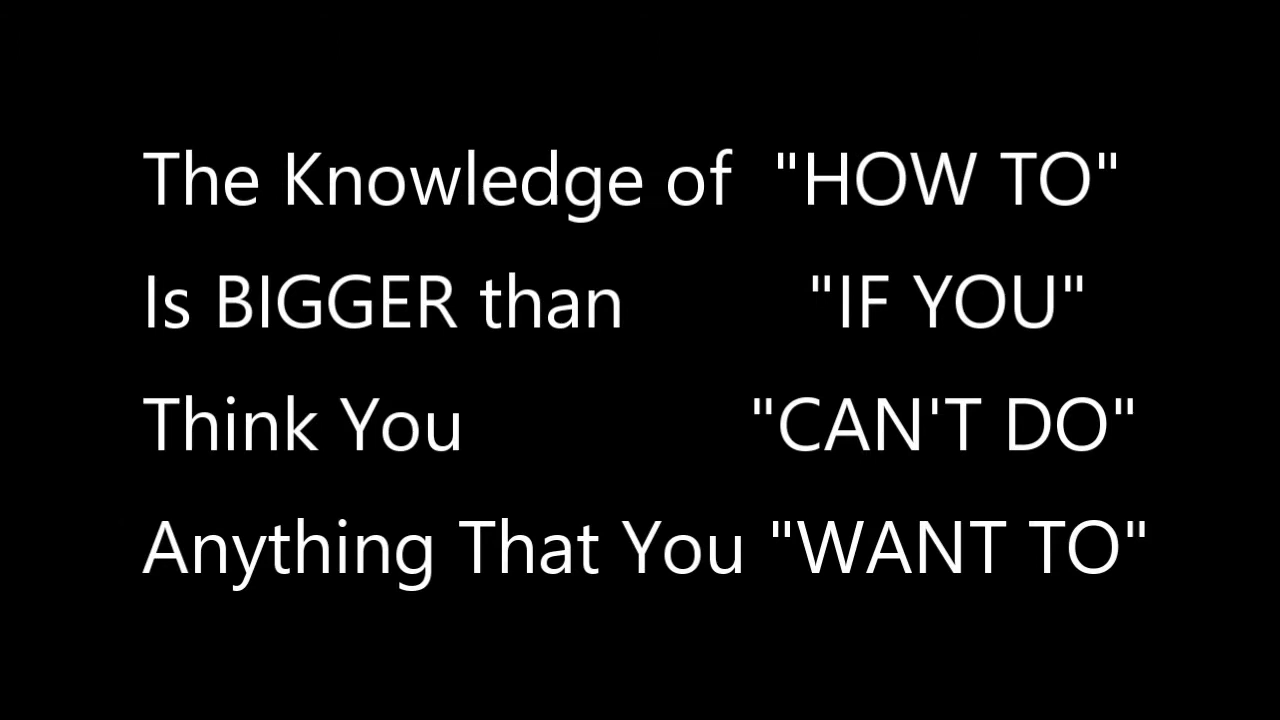 The Knowledge of "HOW TO"
Is BIGGER than "IF YOU"
Think You "CAN'T DO"
Anything That You "WANT TO"